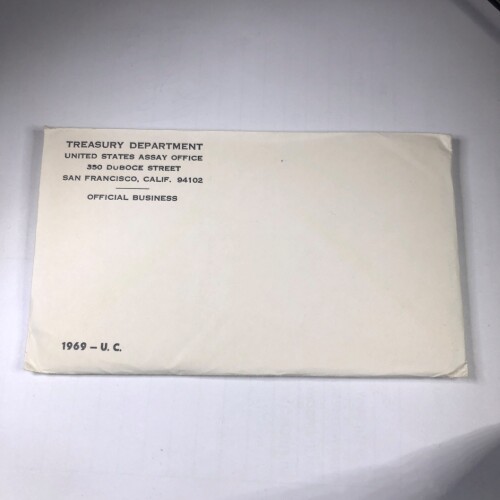 TREASURY DEPARTMENT
UNITED STATES ASSAY OFFICE
350 DUBOCE STREET
SAN FRANCISCO, CALIF. 94102
OFFICIAL BUSINESS
1969 – U. C.